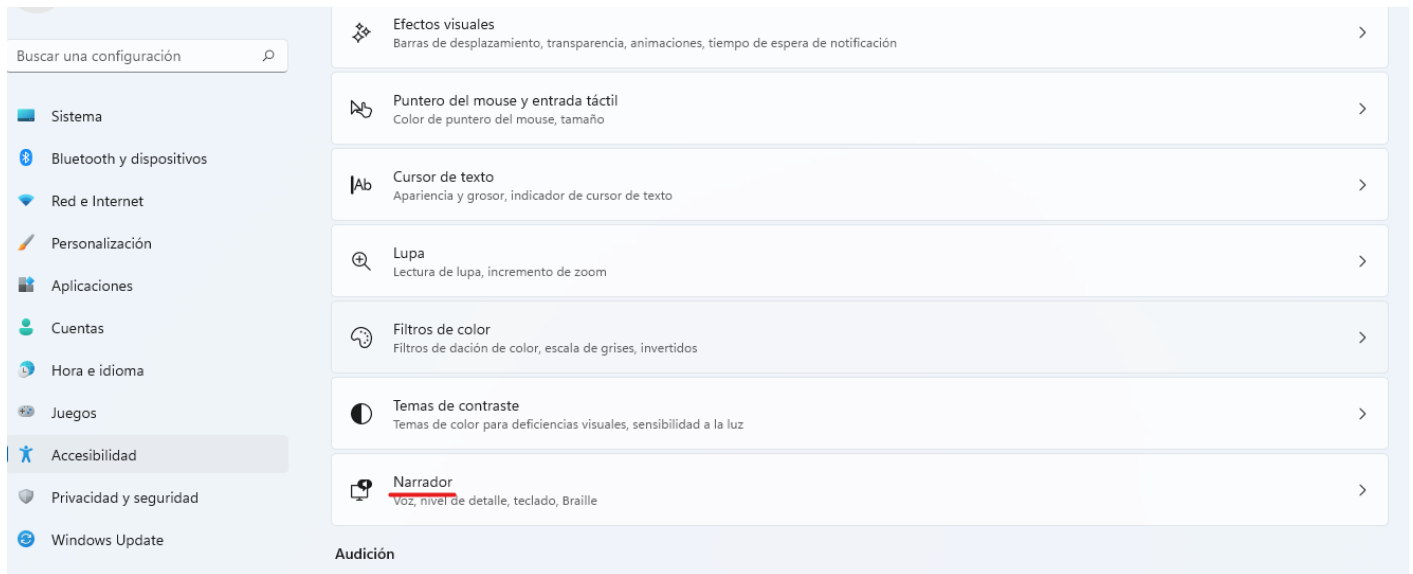 Buscar una configuración
Sistema
Bluetooth y dispositivos
Red e Internet
Personalización
Aplicaciones
Cuentas
Hora e idioma
Juegos
Accesibilidad
Privacidad y seguridad
Windows Update
Efectos visuales
Barras de desplazamiento, transparencia, animaciones, tiempo de espera de notificación
Puntero del mouse y entrada táctil
Color de puntero del mouse, tamaño
Cursor de texto
Apariencia y grosor, indicador de cursor de texto
Lupa
Lectura de lupa, incremento de zoom
Filtros de color
Filtros de dación de color, escala de grises, invertidos
Temas de contraste
Temas de color para deficiencias visuales, sensibilidad a la luz
Narrador
Voz, nivel de detalle, teclado, Braille
Audición